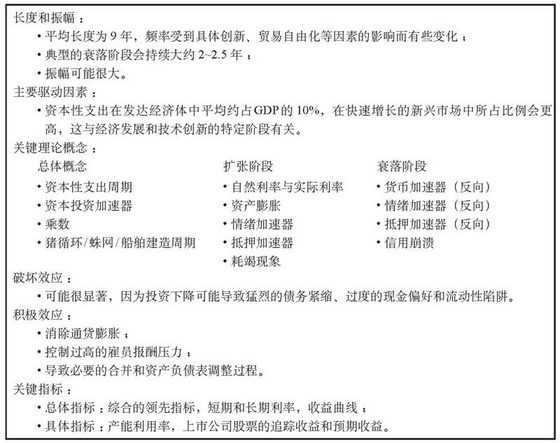 长度和振幅：
• 平均长度为 9 年，频率受到具体创新、贸易自由化等因素的影响而有些变化；
• 典型的衰落阶段会持续大约 2~2.5 年；
• 振幅可能很大。
主要驱动因素：
• 资本性支出在发达经济体中平均约占 GDP 的 10%，在快速增长的新兴市场中所占比例会更
高，这与经济发展和技术创新的特定阶段有关。
关键理论概念：
总体概念 扩张阶段 衰落阶段
• 资本性支出周期 • 自然利率与实际利率 • 货币加速器（反向）
• 资本投资加速器 • 资产膨胀 • 情绪加速器（反向）
• 乘数 • 情绪加速器 • 抵押加速器（反向）
• 猪循环/蛛网/船舶建造周期 • 抵押加速器 • 信用崩溃
• 耗竭现象
破坏效应：
• 可能很显著，因为投资下降可能导致猛烈的债务紧缩、过度的现金偏好和流动性陷阱。
积极效应：
• 消除通货膨胀；
• 控制过高的雇员报酬压力；
• 导致必要的合并和资产负债表调整过程。
关键指标：
• 总体指标：综合的领先指标，短期和长期利率，收益曲线；
• 具体指标：产能利用率，上市公司股票的追踪收益和预期收益。